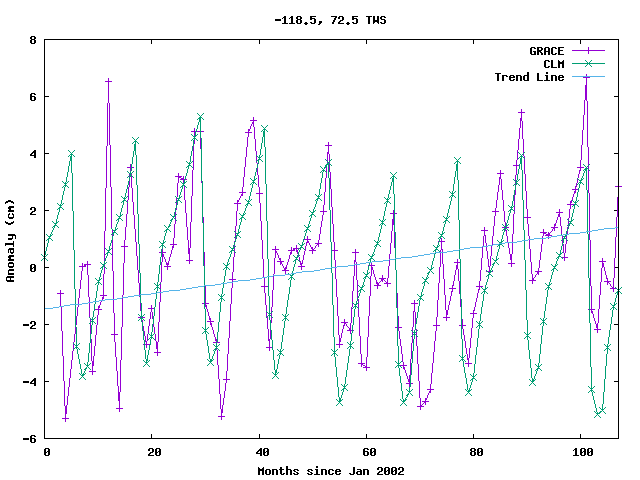 -118.5, 72.5 TWS
GRACE
CLM
Trend Line
8
6
4
2
0
-2
-4
-6
Anomaly (cm)
0 20 40 60 80 100
Months since Jan 2002